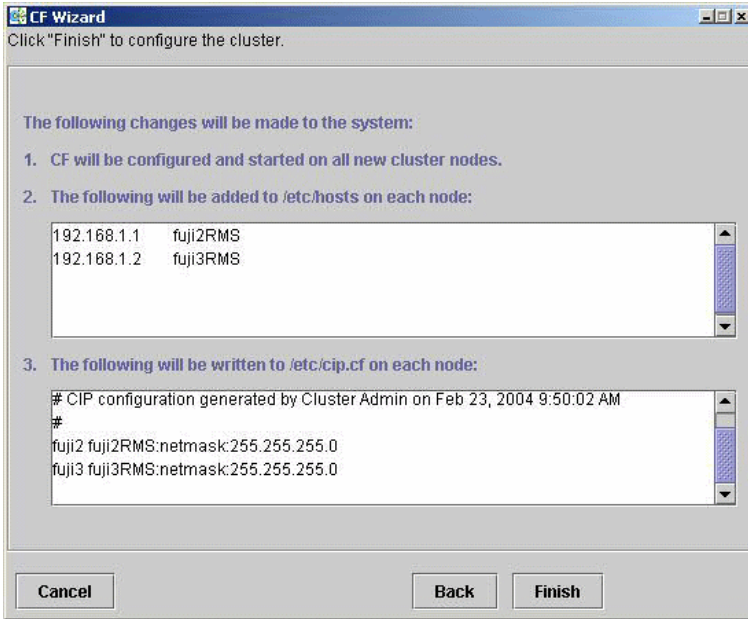 CF Wizard
Click "Finish" to configure the cluster.
The following changes will be made to the system:
1. CF will be configured and started on all new cluster nodes.
2. The following will be added to /etc/hosts on each node:
192.168.1.1 fuji2RMS
192.168.1.2 fuji3RMS
3. The following will be written to /etc/cip.cf on each node:
# CIP configuration generated by Cluster Admin on Feb 23, 2004 9:50:02 AM
#
fuji2 fuji2RMS:netmask:255.255.255.0
fuji3 fuji3RMS:netmask:255.255.255.0
Cancel Back Finish